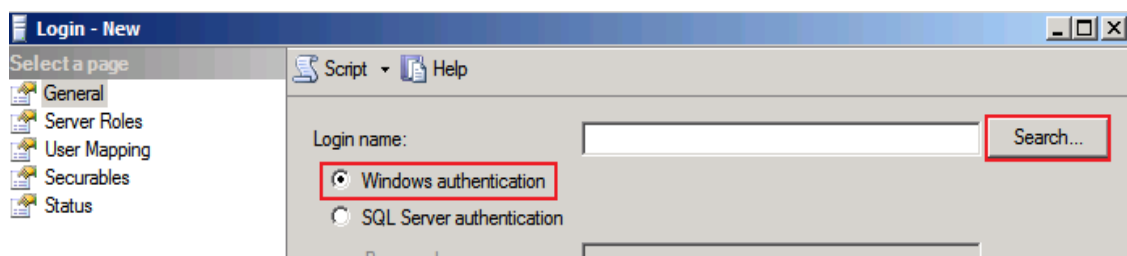 Login - New
Select a page
General
Server Roles
User Mapping
Securables
Status
Script Help
Login name:
Search...
Windows authentication
SQL Server authentication